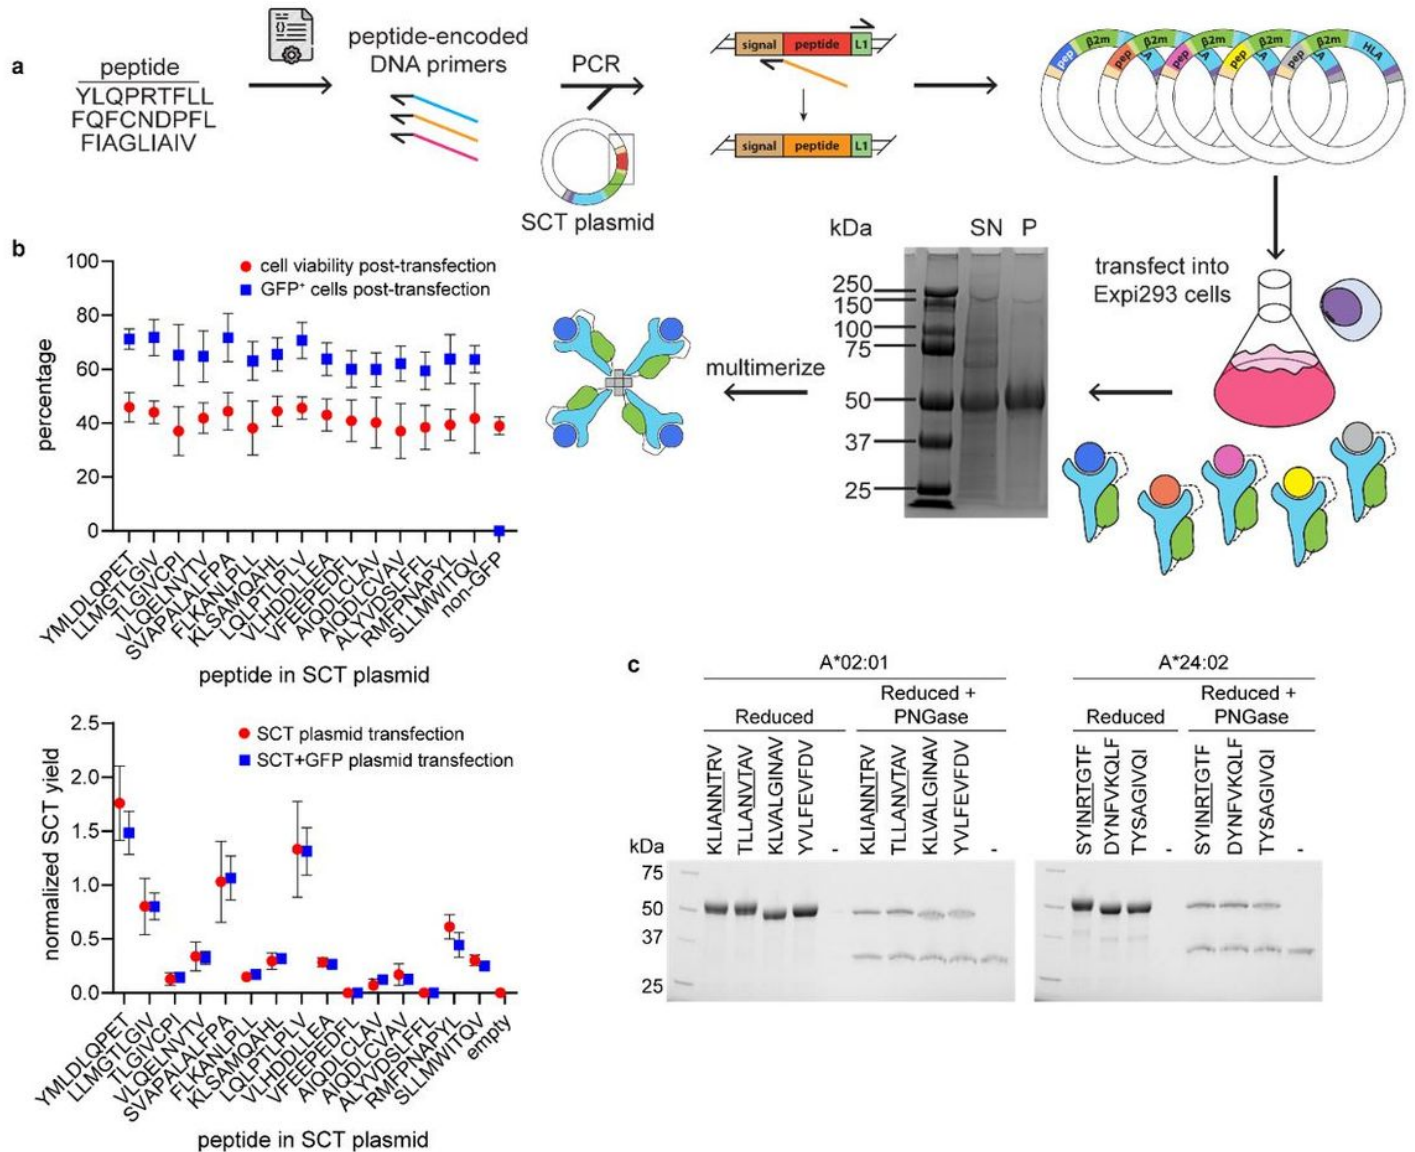 a
peptide
YLQPRTFLL
FQFCNDPFL
FIAGLIAIV
peptide-encoded
DNA primers
PCR
SCT plasmid
signal peptide L1
signal peptide L1
pep β2m pep β2m pep β2m pep β2m pep β2m HLA
transfect into
Expi293 cells
kDa SN P
250
150
100
75
50
37
25
multimerize
b
cell viability post-transfection
GFP+ cells post-transfection
percentage
100
80
60
40
20
0
YMLDLQPET
LLMGTLGIV
TLGIVCPI
VLQELNVTV
SVAPALALFPA
FLKANLPLL
KLSAMQAHL
LQLPTLPLV
VLHDDLLEA
VFEEPEDFL
AIQDLCLAV
AIQDLCVAV
ALYVDSLFFL
RMFPNAPYL
SLLMWITQV
non-GFP
peptide in SCT plasmid
SCT plasmid transfection
SCT+GFP plasmid transfection
normalized SCT yield
2.5
2.0
1.5
1.0
0.5
0.0
YMLDLQPET
LLMGTLGIV
TLGIVCPI
VLQELNVTV
SVAPALALFPA
FLKANLPLL
KLSAMQAHL
LQLPTLPLV
VLHDDLLEA
VFEEPEDFL
AIQDLCLAV
AIQDLCVAV
ALYVDSLFFL
RMFPNAPYL
SLLMWITQV
empty
peptide in SCT plasmid
c
A*02:01
Reduced
Reduced +
PNGase
KLIANNTRV
TLLANVTAV
KLVALGINAV
YVLFEVFDV
-
KLIANNTRV
TLLANVTAV
KLVALGINAV
YVLFEVFDV
-
kDa
75
50
37
25
A*24:02
Reduced
Reduced +
PNGase
SYINRTGTF
DYNFVKQLF
TYSAGIVQI
-
SYINRTGTF
DYNFVKQLF
TYSAGIVQI
-